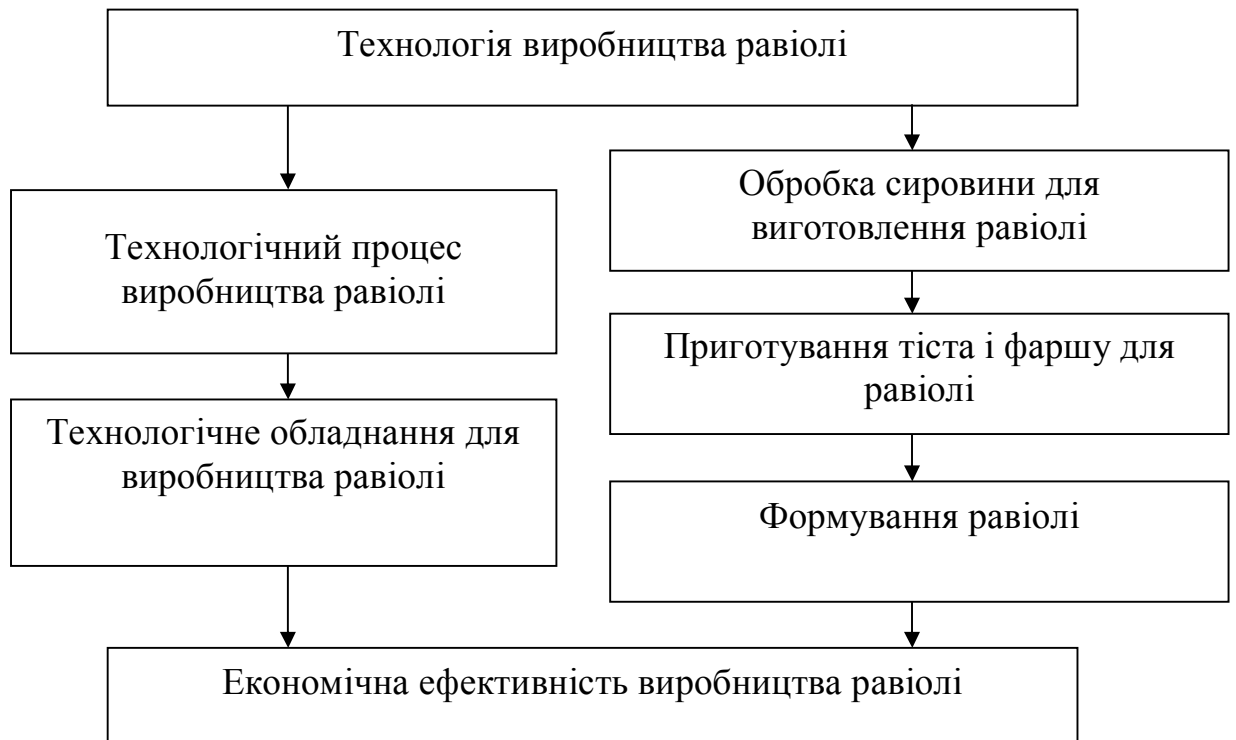 Технологія виробництва равіолі
Технологічний процес
виробництва равіолі
Технологічне обладнання для
виробництва равіолі
Обробка сировини для
виготовлення равіолі
Приготування тіста і фаршу для
равіолі
Формування равіолі
Економічна ефективність виробництва равіолі